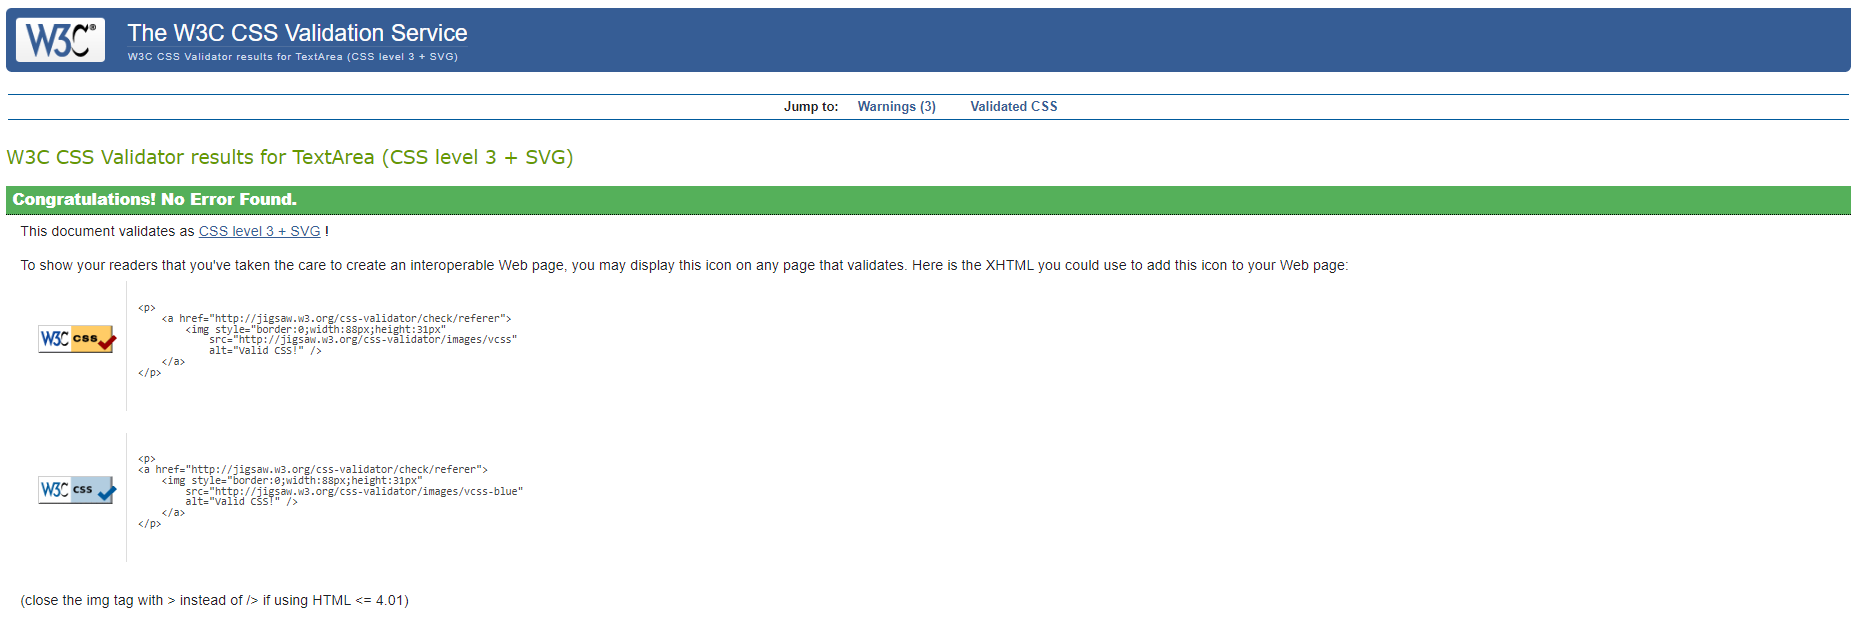 W3C®
The W3C CSS Validation Service
W3C CSS Validator results for TextArea (CSS level 3 + SVG)
Jump to: Warnings (3) Validated CSS
W3C CSS Validator results for TextArea (CSS level 3 + SVG)
Congratulations! No Error Found.
This document validates as CSS level 3 + SVG !
To show your readers that you've taken the care to create an interoperable Web page, you may display this icon on any page that validates. Here is the XHTML you could use to add this icon to your Web page:
W3C css
<p>
<a href="http://jigsaw.w3.org/css-validator/check/referer">
<img style="border:0;width:88px;height:31px"
src="http://jigsaw.w3.org/css-validator/images/vcss"
alt="Valid CSS!" />
</a>
</p>
W3C css
<p>
<a href="http://jigsaw.w3.org/css-validator/check/referer">
<img style="border:0;width:88px;height:31px"
src="http://jigsaw.w3.org/css-validator/images/vcss-blue"
alt="Valid CSS!" />
</a>
</p>
(close the img tag with > instead of /> if using HTML <= 4.01)